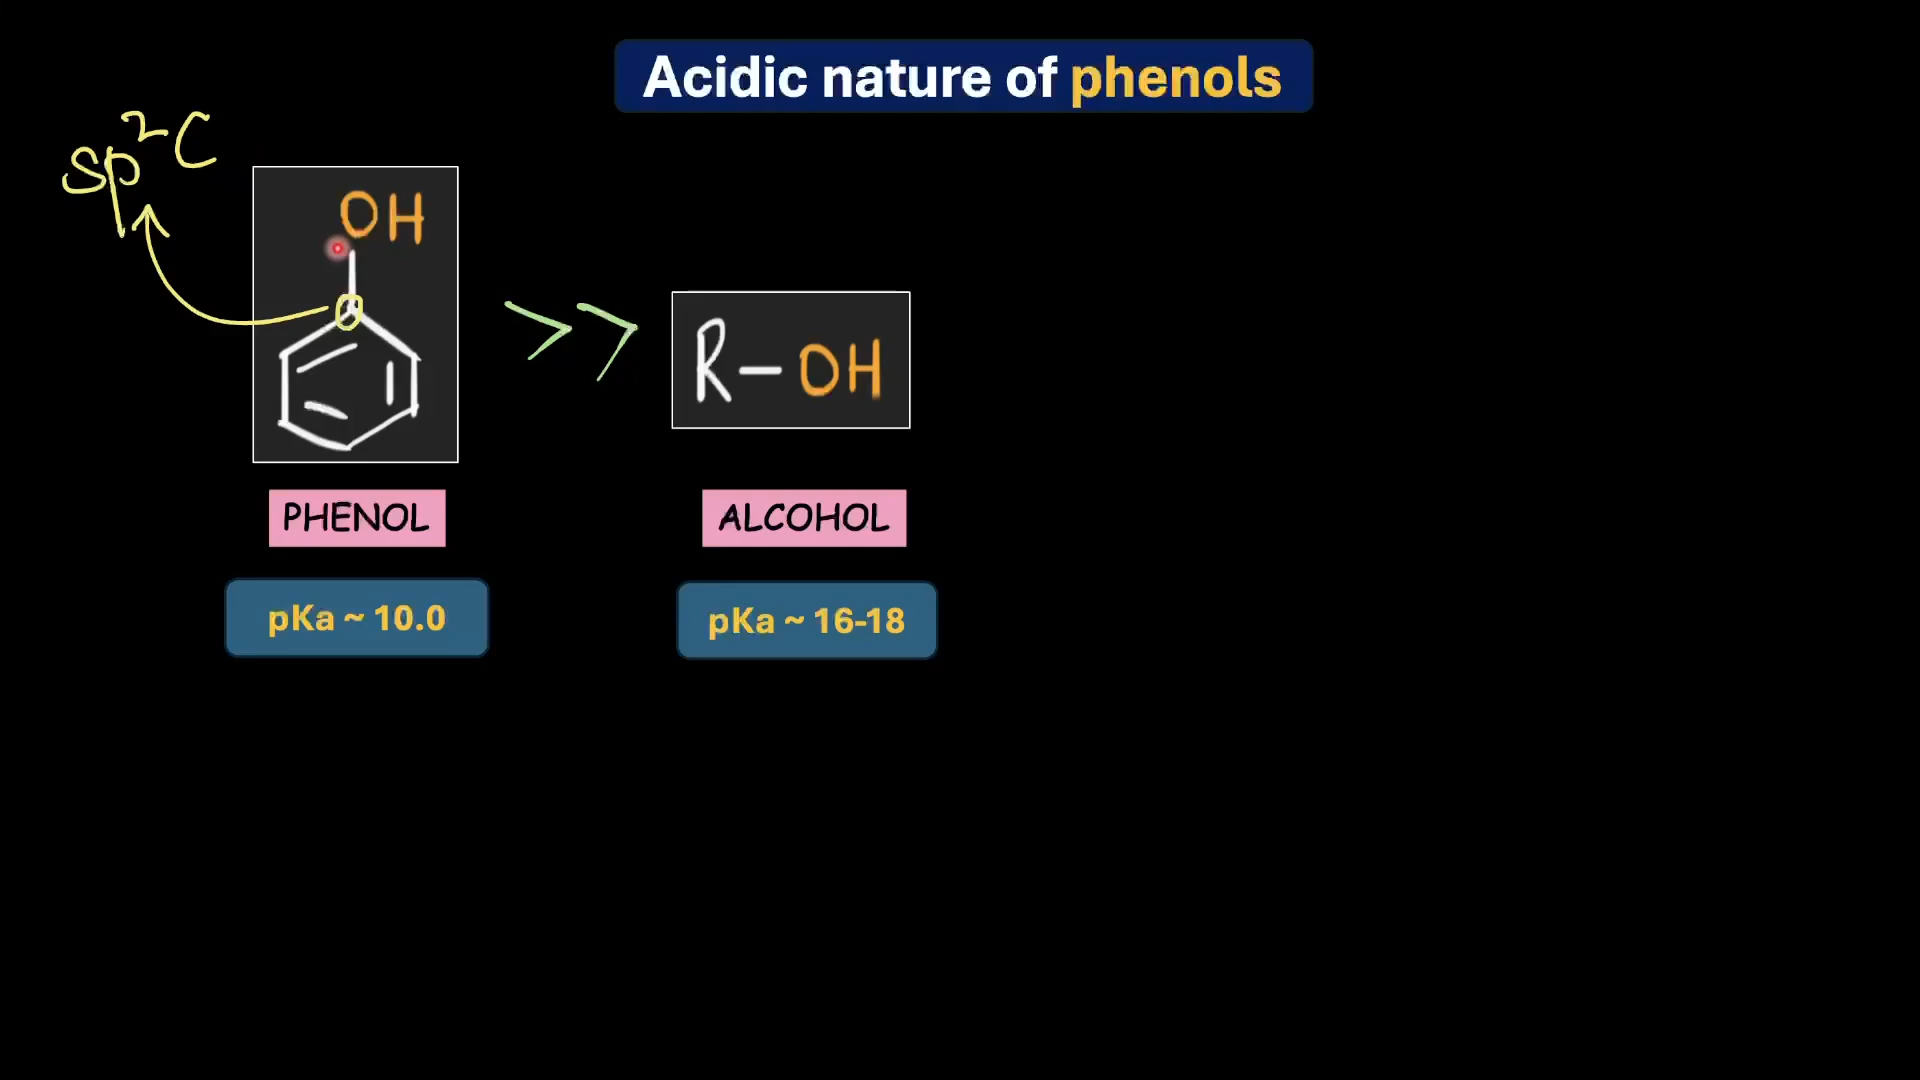 Acidic nature of phenols
sp²C
OH
>>
R-OH
PHENOL
ALCOHOL
pKa ~ 10.0
pKa ~ 16-18